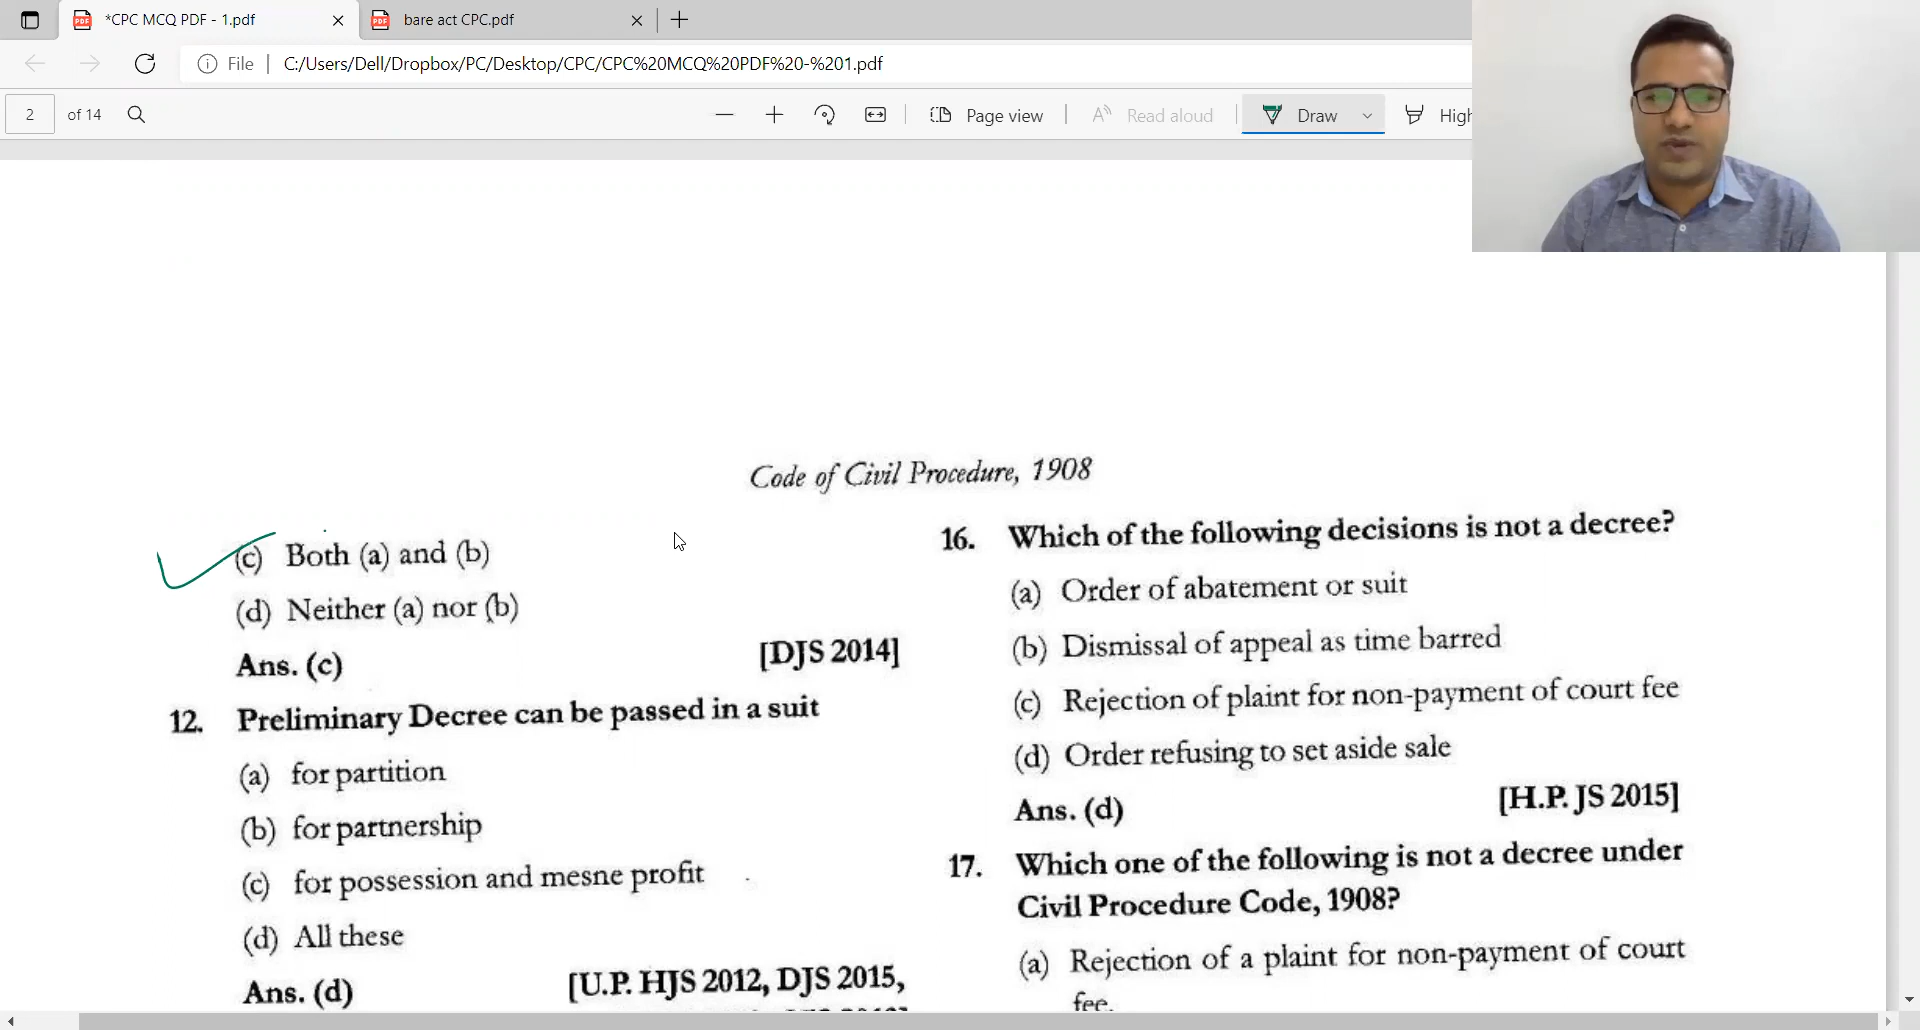 *CPC MCQ PDF - 1.pdf
bare act CPC.pdf
File
C:/Users/Dell/Dropbox/PC/Desktop/CPC/CPC%20MCQ%20PDF%20-%201.pdf
2 of 14
Page view
Read aloud
Draw
High
Code of Civil Procedure, 1908
(c) Both (a) and (b)
(d) Neither (a) nor (b)
Ans. (c) [DJS 2014]
12. Preliminary Decree can be passed in a suit
(a) for partition
(b) for partnership
(c) for possession and mesne profit
(d) All these
Ans. (d) [U.P. HJS 2012, DJS 2015,
16. Which of the following decisions is not a decree?
(a) Order of abatement or suit
(b) Dismissal of appeal as time barred
(c) Rejection of plaint for non-payment of court fee
(d) Order refusing to set aside sale
Ans. (d) [H.P. JS 2015]
17. Which one of the following is not a decree under
Civil Procedure Code, 1908?
(a) Rejection of a plaint for non-payment of court
fee.